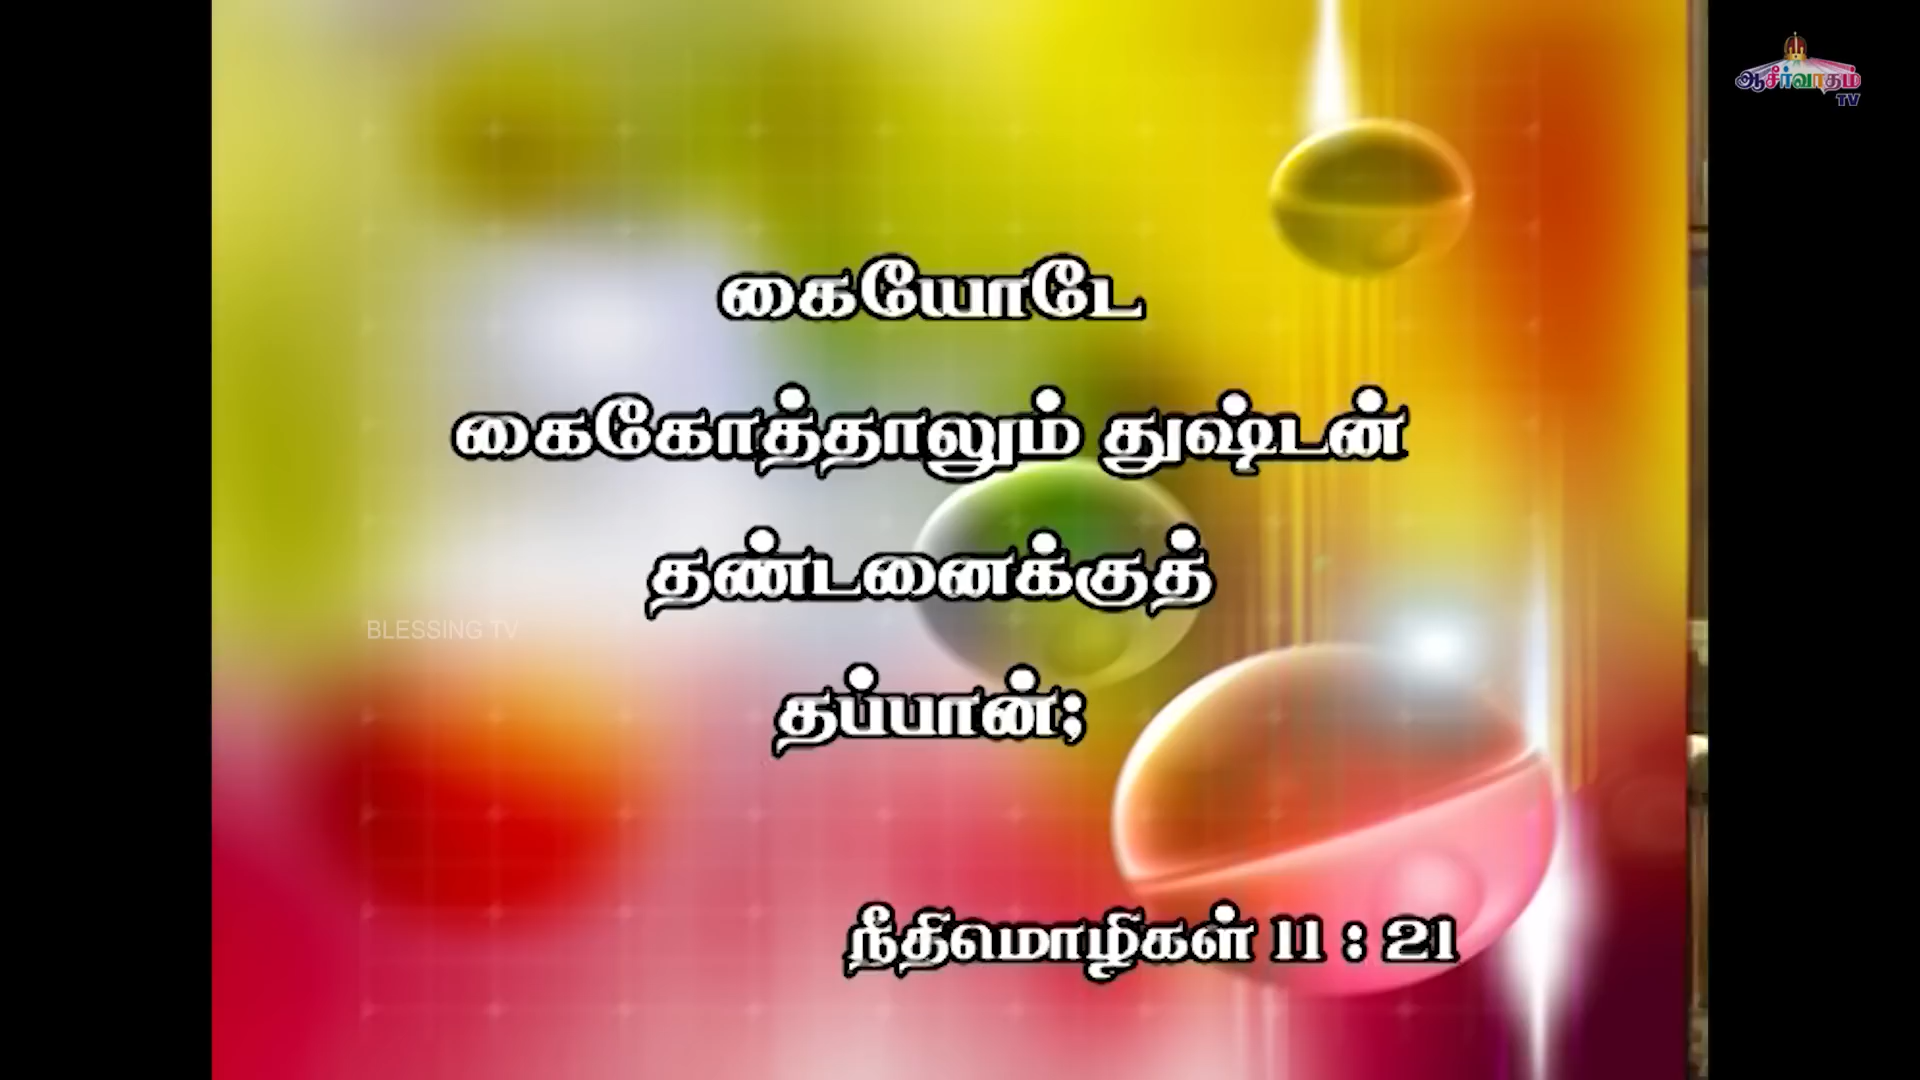 ஆசீர்வாதம்
TV
கையோடே
கைகோத்தாலும் துஷ்டன்
தண்டனைக்குத்
BLESSING TV
தப்பான்;
நீதிமொழிகள் 11 : 21